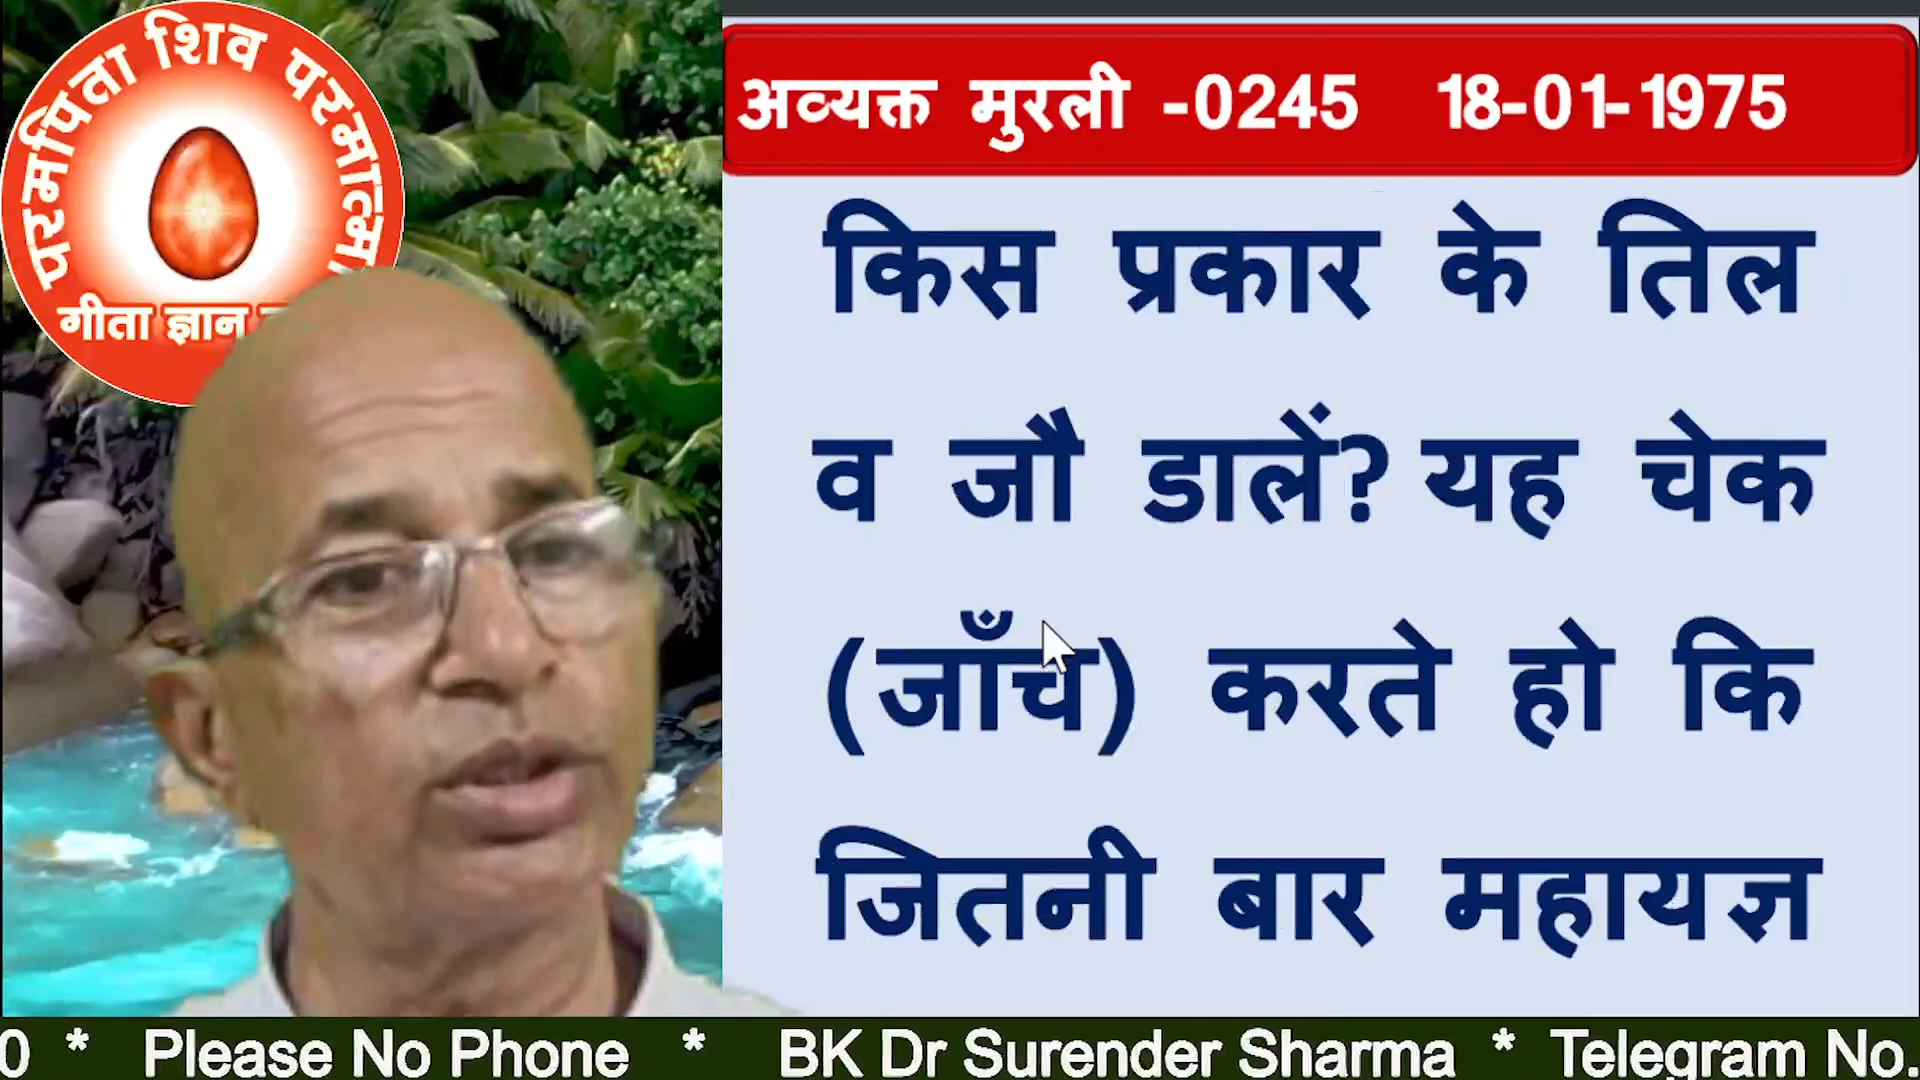 परमपिता शिव परमात्मा
गीता ज्ञान
अव्यक्त मुरली -0245 18-01-1975
किस प्रकार के तिल
व जौ डालें? यह चेक
(जाँच) करते हो कि
जितनी बार महायज्ञ
0 * Please No Phone * BK Dr Surender Sharma * Telegram No.